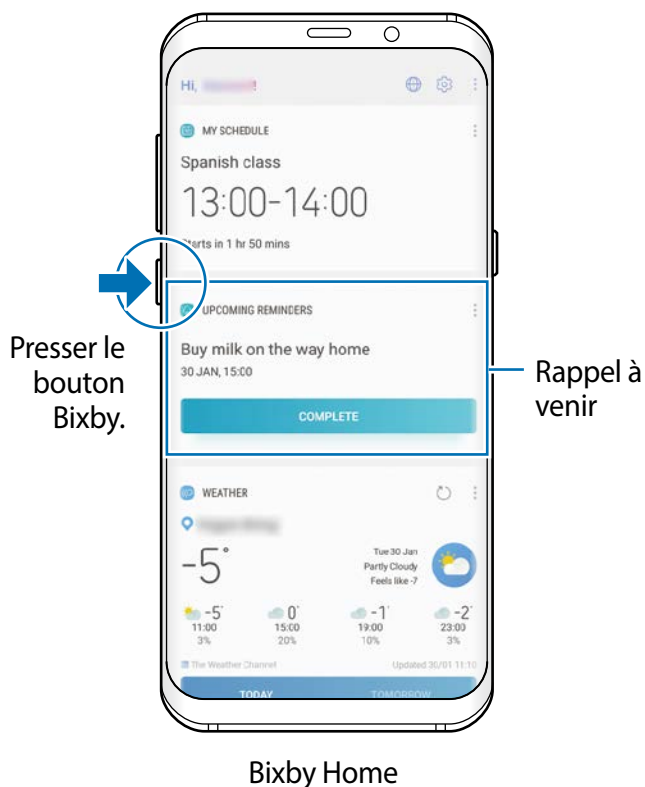 Hi,
MY SCHEDULE
Spanish class
13:00-14:00
Starts in 1 hr 50 mins
UPCOMING REMINDERS
Buy milk on the way home
30 JAN, 15:00
COMPLETE
Presser le
bouton
Bixby.
Rappel à
venir
WEATHER
-5°
Tue 30 Jan
Partly Cloudy
Feels like -7
-5° 0° -1° -2°
11:00 15:00 19:00 23:00
3% 20% 10% 3%
The Weather Channel Updated 30/01 11:10
TODAY TOMORROW
Bixby Home